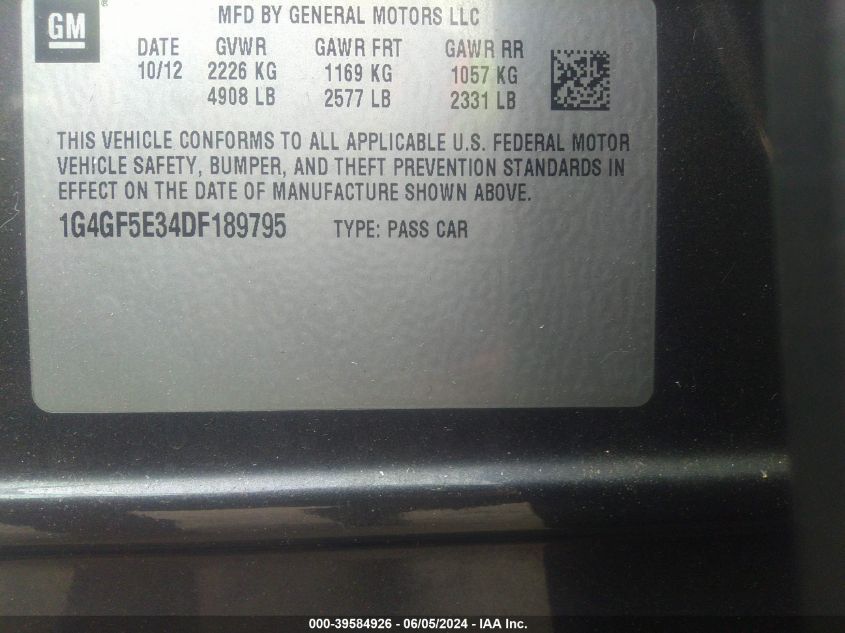 GM ®
MFD BY GENERAL MOTORS LLC
DATE GVWR GAWR FRT GAWR RR
10/12 2226 KG 1169 KG 1057 KG
4908 LB 2577 LB 2331 LB
THIS VEHICLE CONFORMS TO ALL APPLICABLE U.S. FEDERAL MOTOR
VEHICLE SAFETY, BUMPER, AND THEFT PREVENTION STANDARDS IN
EFFECT ON THE DATE OF MANUFACTURE SHOWN ABOVE.
1G4GF5E34DF189795 TYPE: PASS CAR
000-39584926 - 06/05/2024 - IAA Inc.